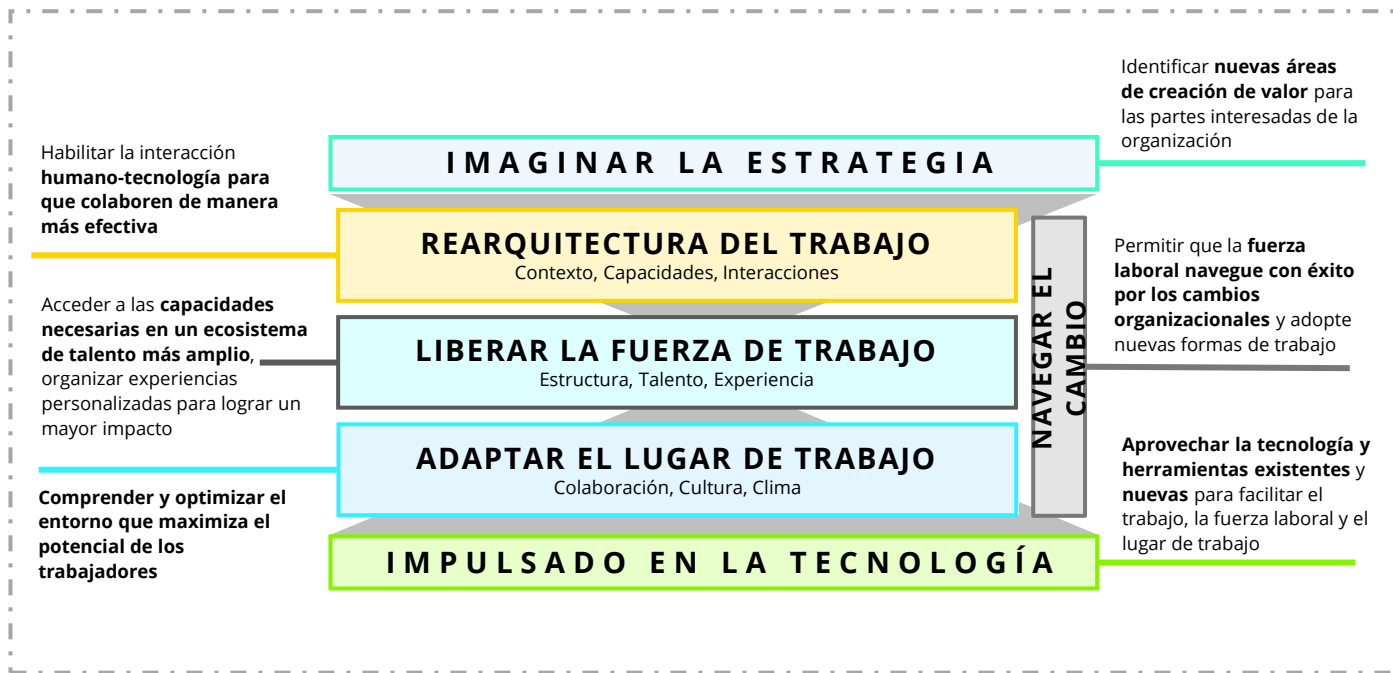 Identificar nuevas áreas
de creación de valor para
las partes interesadas de la
organización
Habilitar la interacción
humano-tecnología para
que colaboren de manera
más efectiva
IMAGINAR LA ESTRATEGIA
REARQUITECTURA DEL TRABAJO
Contexto, Capacidades, Interacciones
Acceder a las capacidades
necesarias en un ecosistema
de talento más amplio,
organizar experiencias
personalizadas para lograr un
mayor impacto
LIBERAR LA FUERZA DE TRABAJO
Estructura, Talento, Experiencia
NAVEGAR EL
CAMBIO
Permitir que la fuerza
laboral navegue con éxito
por los cambios
organizacionales y adopte
nuevas formas de trabajo
ADAPTAR EL LUGAR DE TRABAJO
Colaboración, Cultura, Clima
Comprender y optimizar el
entorno que maximiza el
potencial de los
trabajadores
Aprovechar la tecnología y
herramientas existentes y
nuevas para facilitar el
trabajo, la fuerza laboral y el
lugar de trabajo
IMPULSADO EN LA TECNOLOGÍA